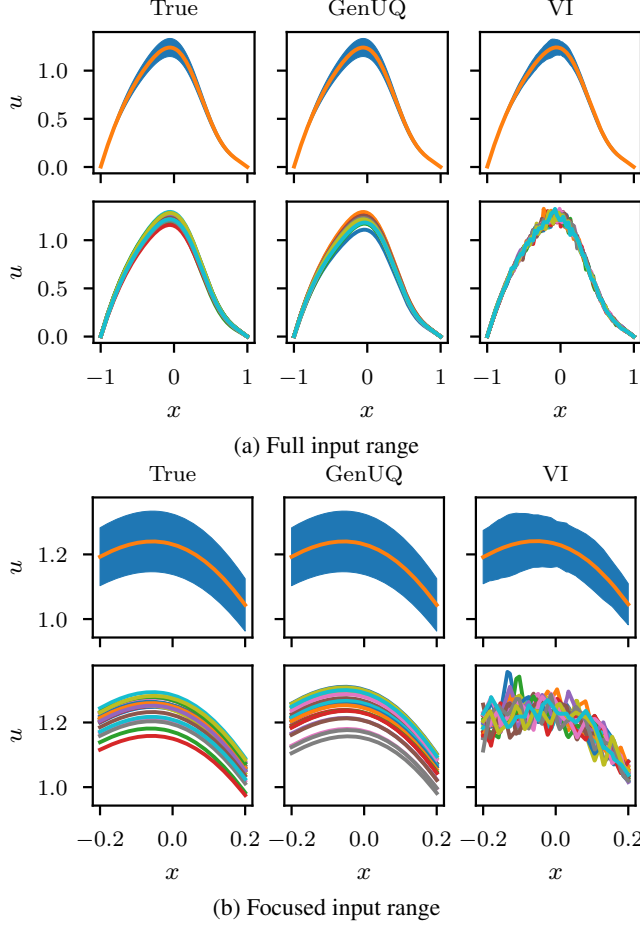 True GenUQ VI
1.0
0.5
0.0
u
1.0
0.5
0.0
u
−1 0 1 −1 0 1 −1 0 1
x x x
(a) Full input range
True GenUQ VI
1.2
1.0
u
1.2
1.0
u
−0.2 0.0 0.2 −0.2 0.0 0.2 −0.2 0.0 0.2
x x x
(b) Focused input range